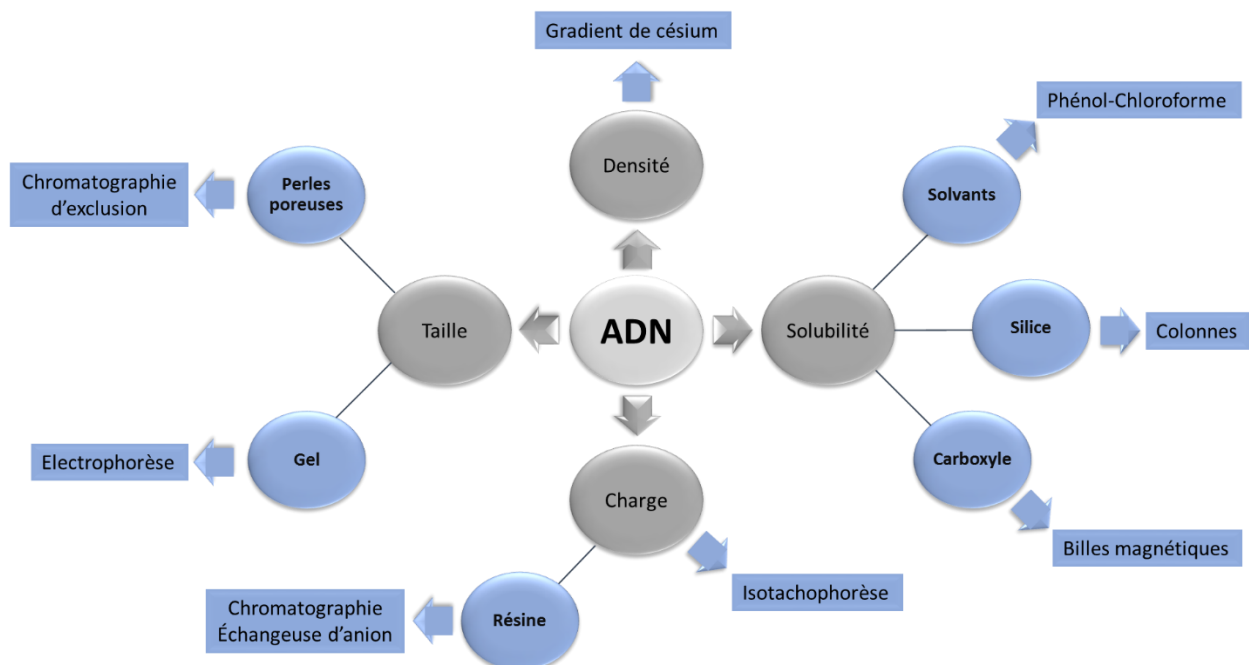 Gradient de césium
Phénol-Chloroforme
Densité
Perles
poreuses
Chromatographie
d’exclusion
Solvants
Taille
ADN
Solubilité
Silice
Colonnes
Electrophorèse
Gel
Carboxyle
Charge
Billes magnétiques
Isotachophorèse
Chromatographie
Échangeuse d’anion
Résine